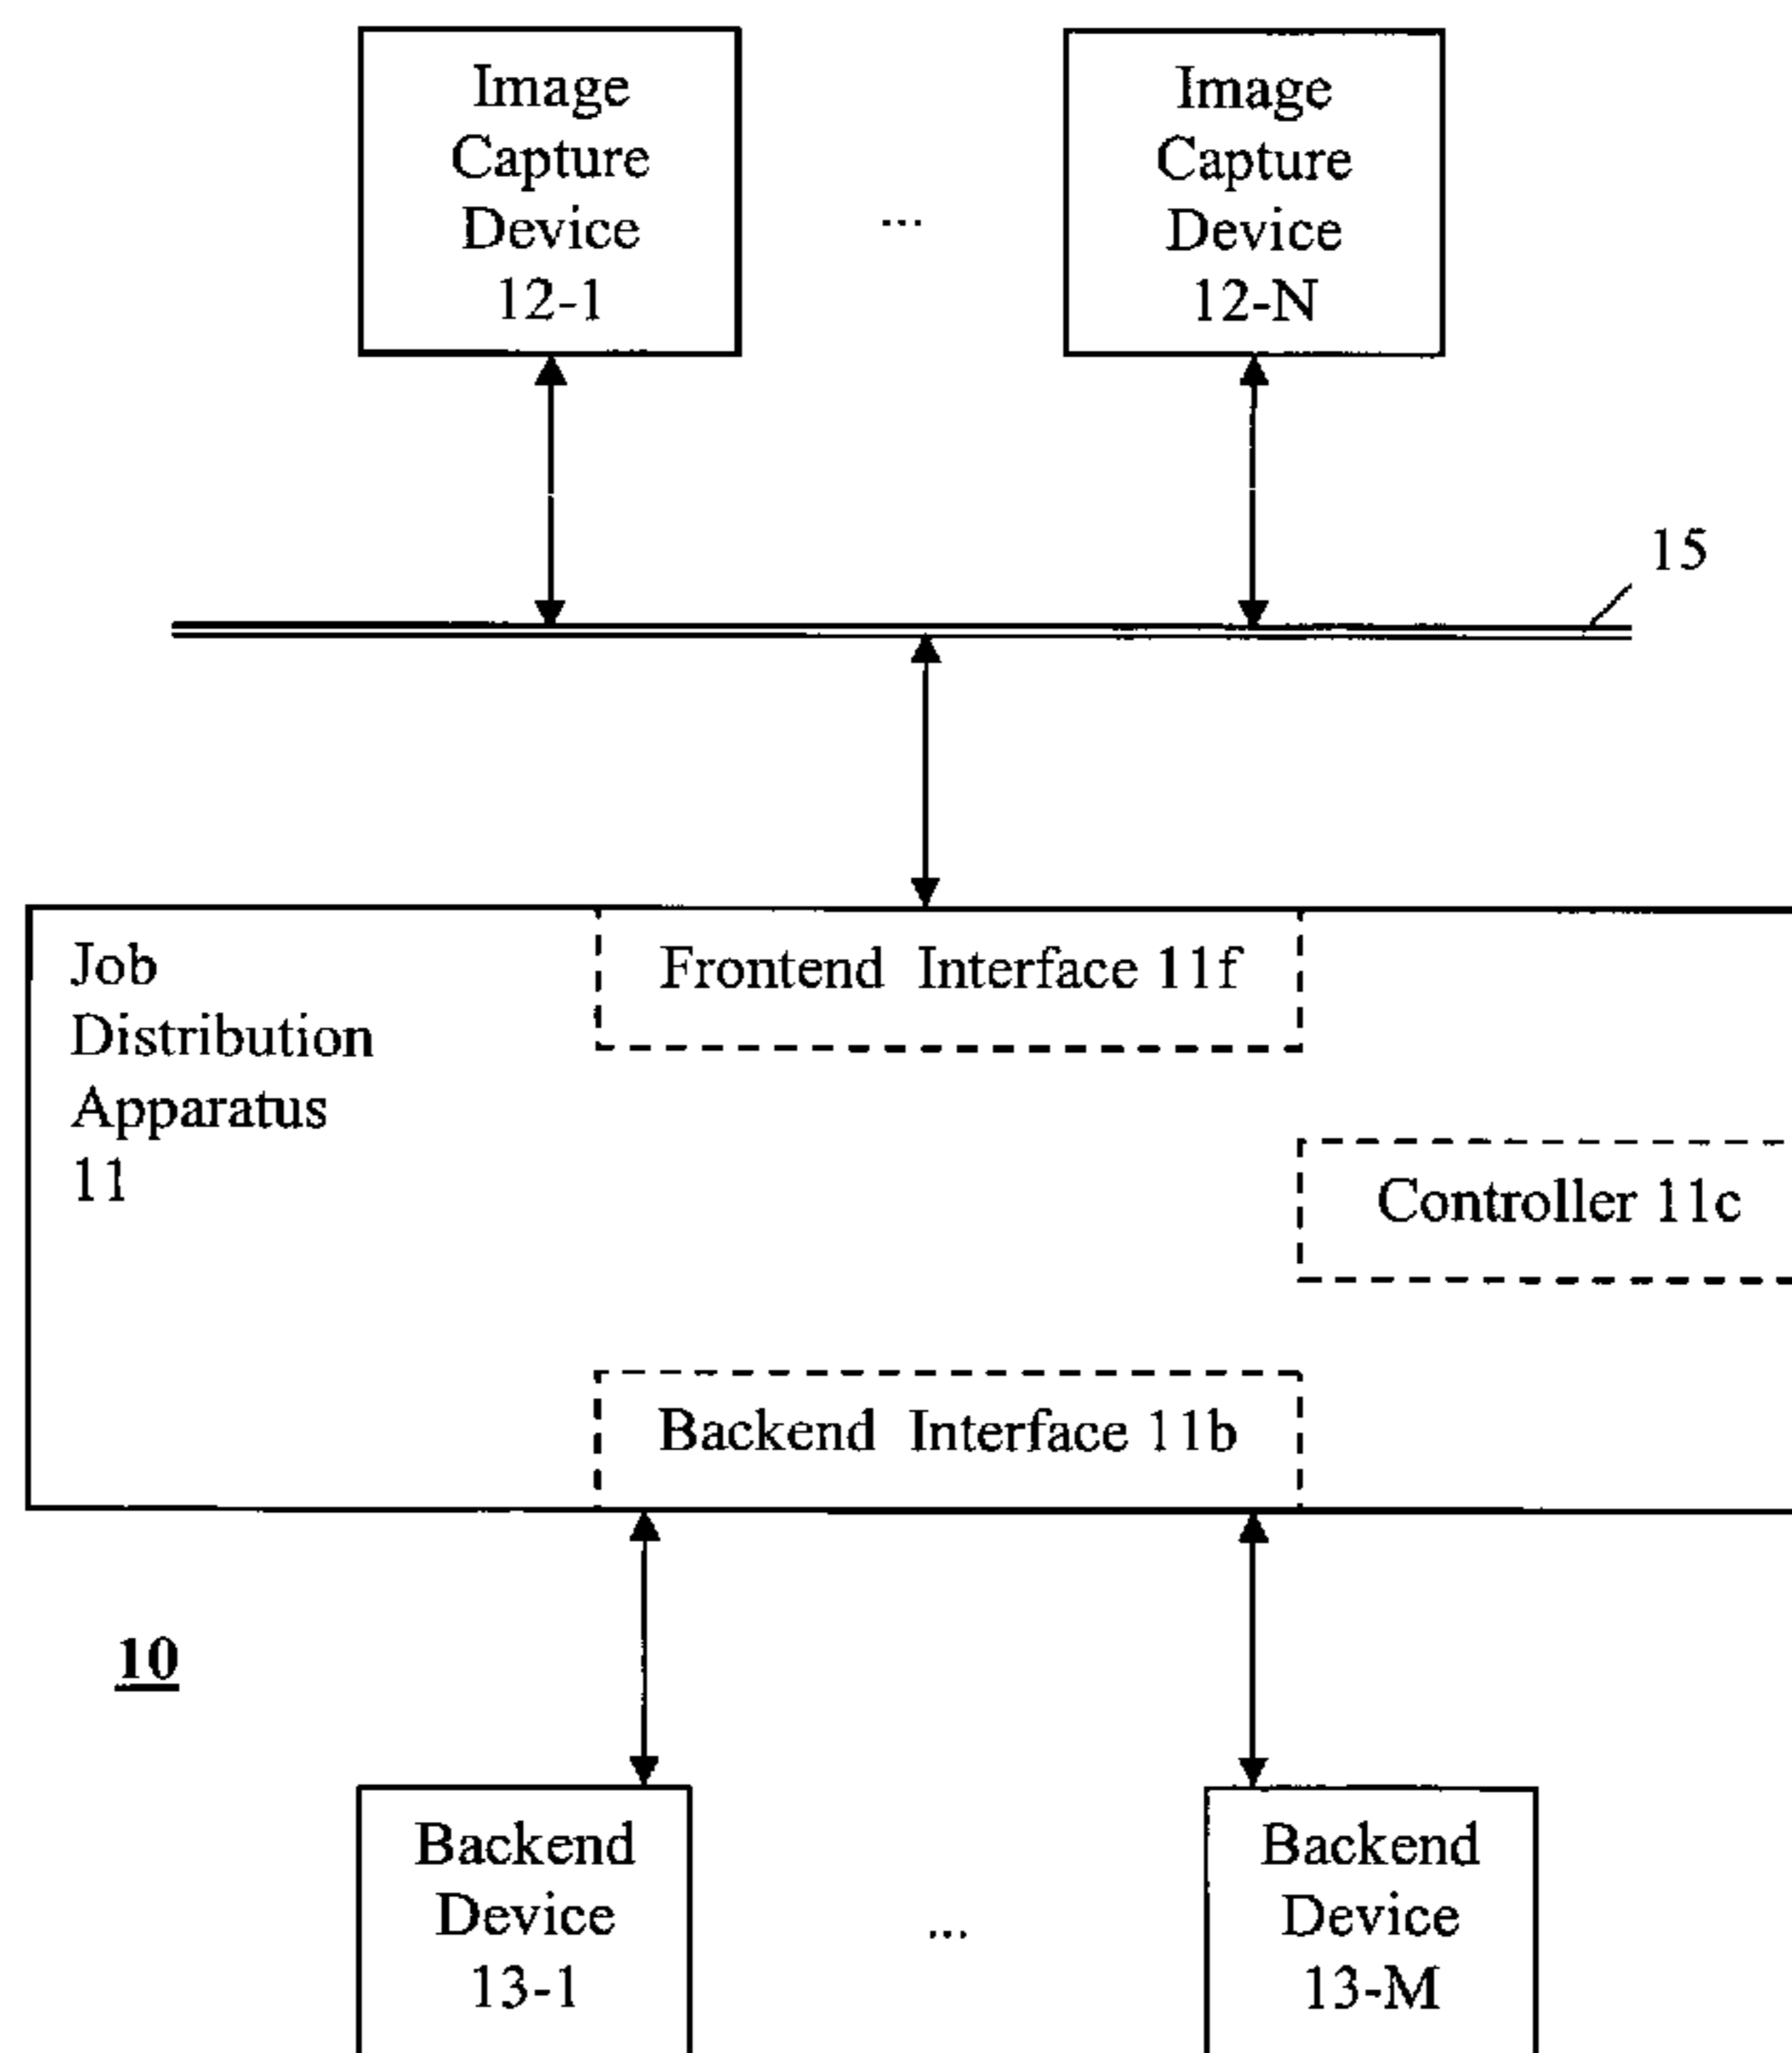 Image
Capture
Device
12-1
...
Image
Capture
Device
12-N
15
Job
Distribution
Apparatus
11
Frontend Interface 11f
Controller 11c
Backend Interface 11b
10
Backend
Device
13-1
...
Backend
Device
13-M